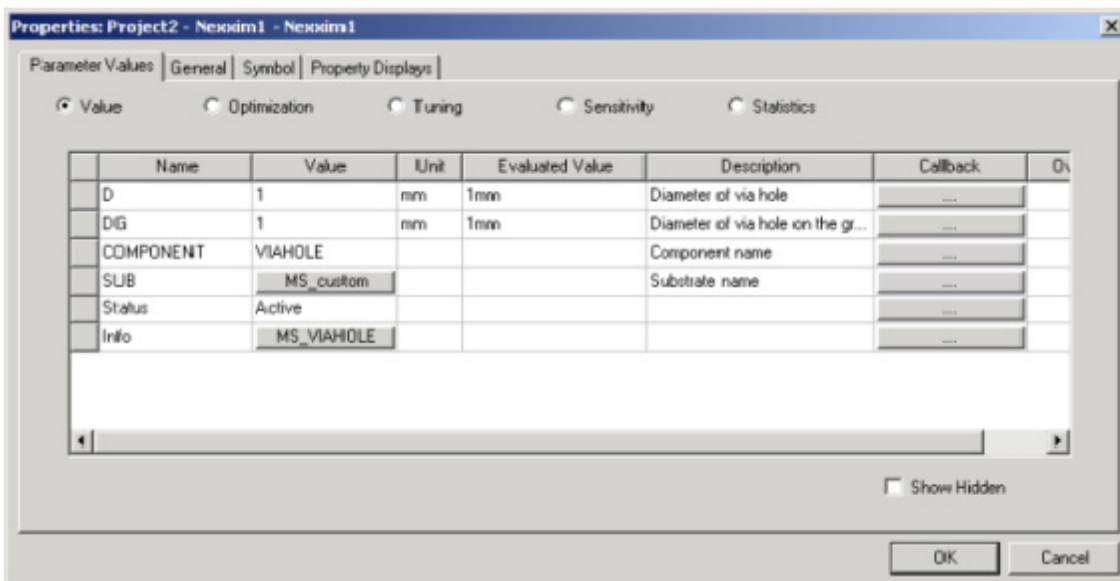 Properties: Project2 - Nexxim1 - Nexxim1
Parameter Values General Symbol Property Displays
Value Optimization Tuning Sensitivity Statistics
Name Value Unit Evaluated Value Description Callback Ov
D 1 mm 1mm Diameter of via hole ....
DG 1 mm 1mm Diameter of via hole on the gr... ....
COMPONENT VIAHOLE Component name ....
SUB MS_custom Substrate name ....
Status Active ....
Info MS_VIAHOLE ....
Show Hidden
OK Cancel